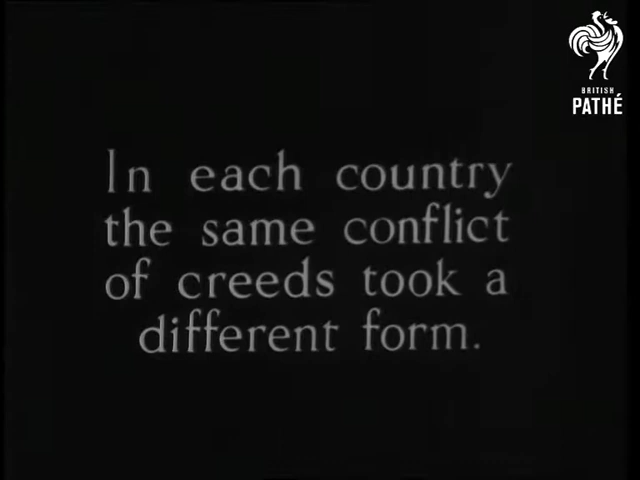 BRITISH
PATHÉ
In each country
the same conflict
of creeds took a
different form.